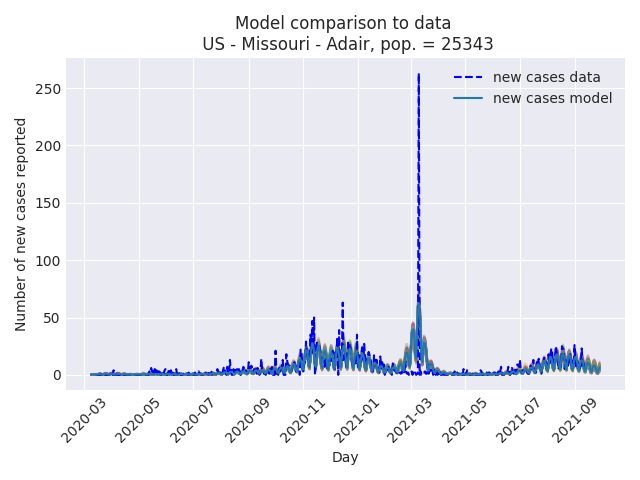 Model comparison to data
US - Missouri - Adair, pop. = 25343
new cases data
new cases model
Number of new cases reported
250
200
150
100
50
0
2020-03
2020-05
2020-07
2020-09
2020-11
2021-01
2021-03
2021-05
2021-07
2021-09
Day